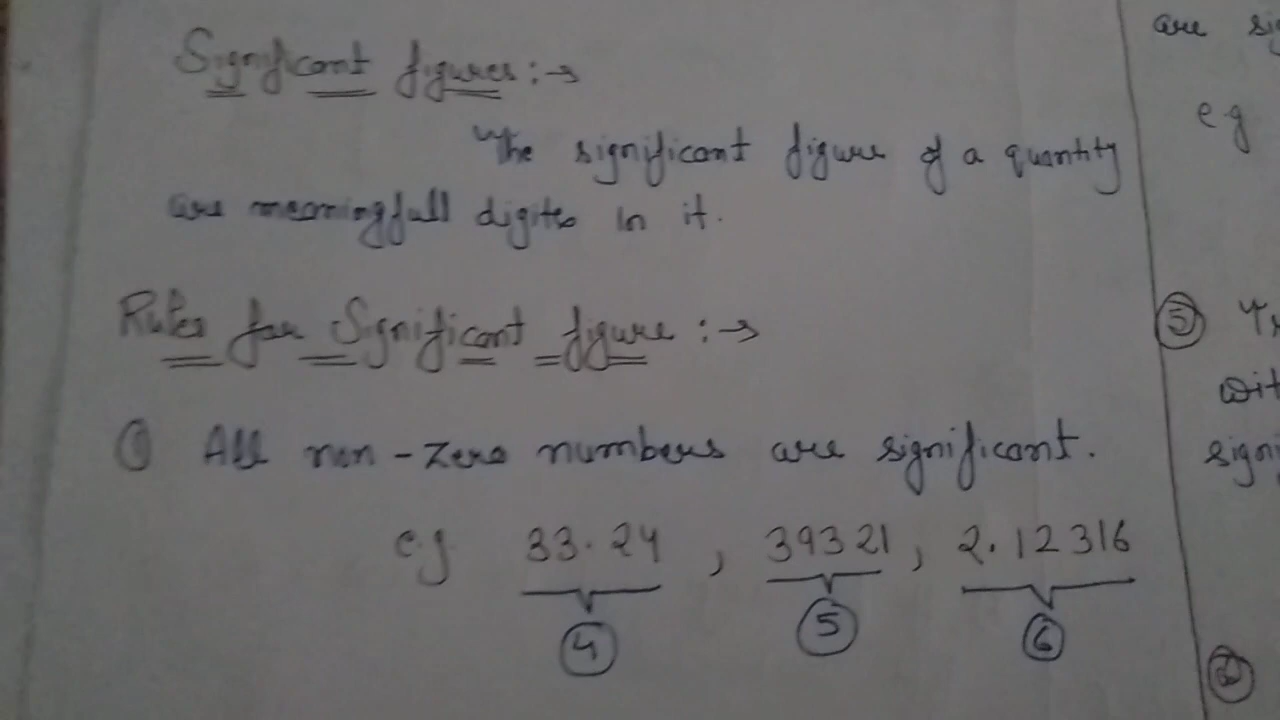 Significant figures :→
The significant figure of a quantity
are meaningfull digits in it.
Rules for Significant figure :→
① All non-zero numbers are significant.
e.g 33.24 , 39321 , 2.12316
④ ⑤ ⑥
are
e.g
⑤